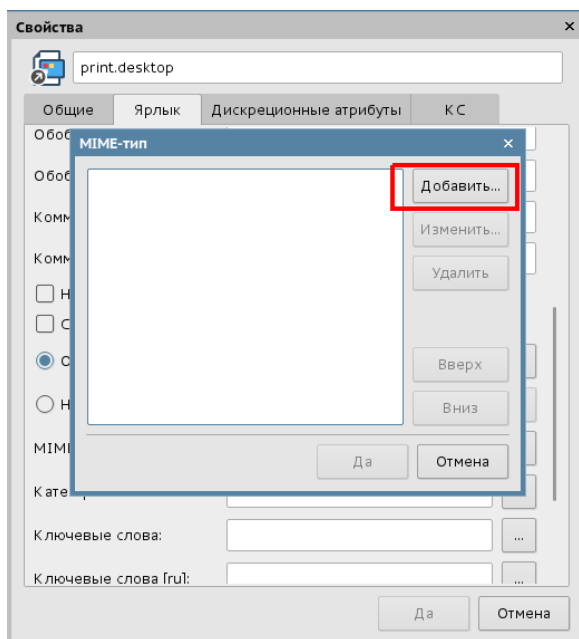 Свойства
print.desktop
Общие Ярлык Дискреционные атрибуты КС
MIME-тип
Добавить...
Изменить...
Удалить
Вверх
Вниз
Да Отмена
Ключевые слова:
...
Ключевые слова [ru]:
...
Да Отмена